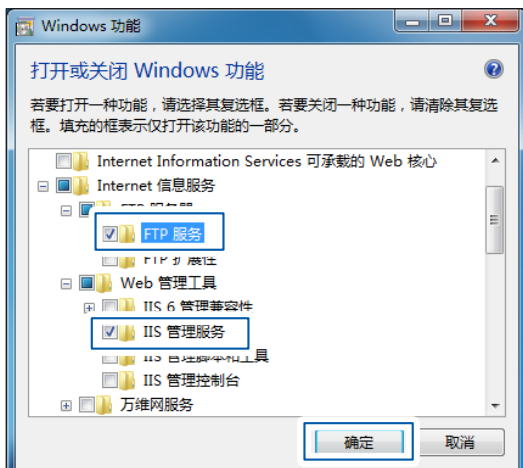 Windows 功能
打开或关闭 Windows 功能
若要打开一种功能，请选择其复选框。若要关闭一种功能，请清除其复选
框。填充的框表示仅打开该功能的一部分。
Internet Information Services 可承载的 Web 核心
Internet 信息服务
FTP 服务器
FTP 服务
FTP 扩展性
Web 管理工具
IIS 6 管理兼容性
IIS 管理服务
IIS 管理脚本和工具
IIS 管理控制台
万维网服务
确定 取消